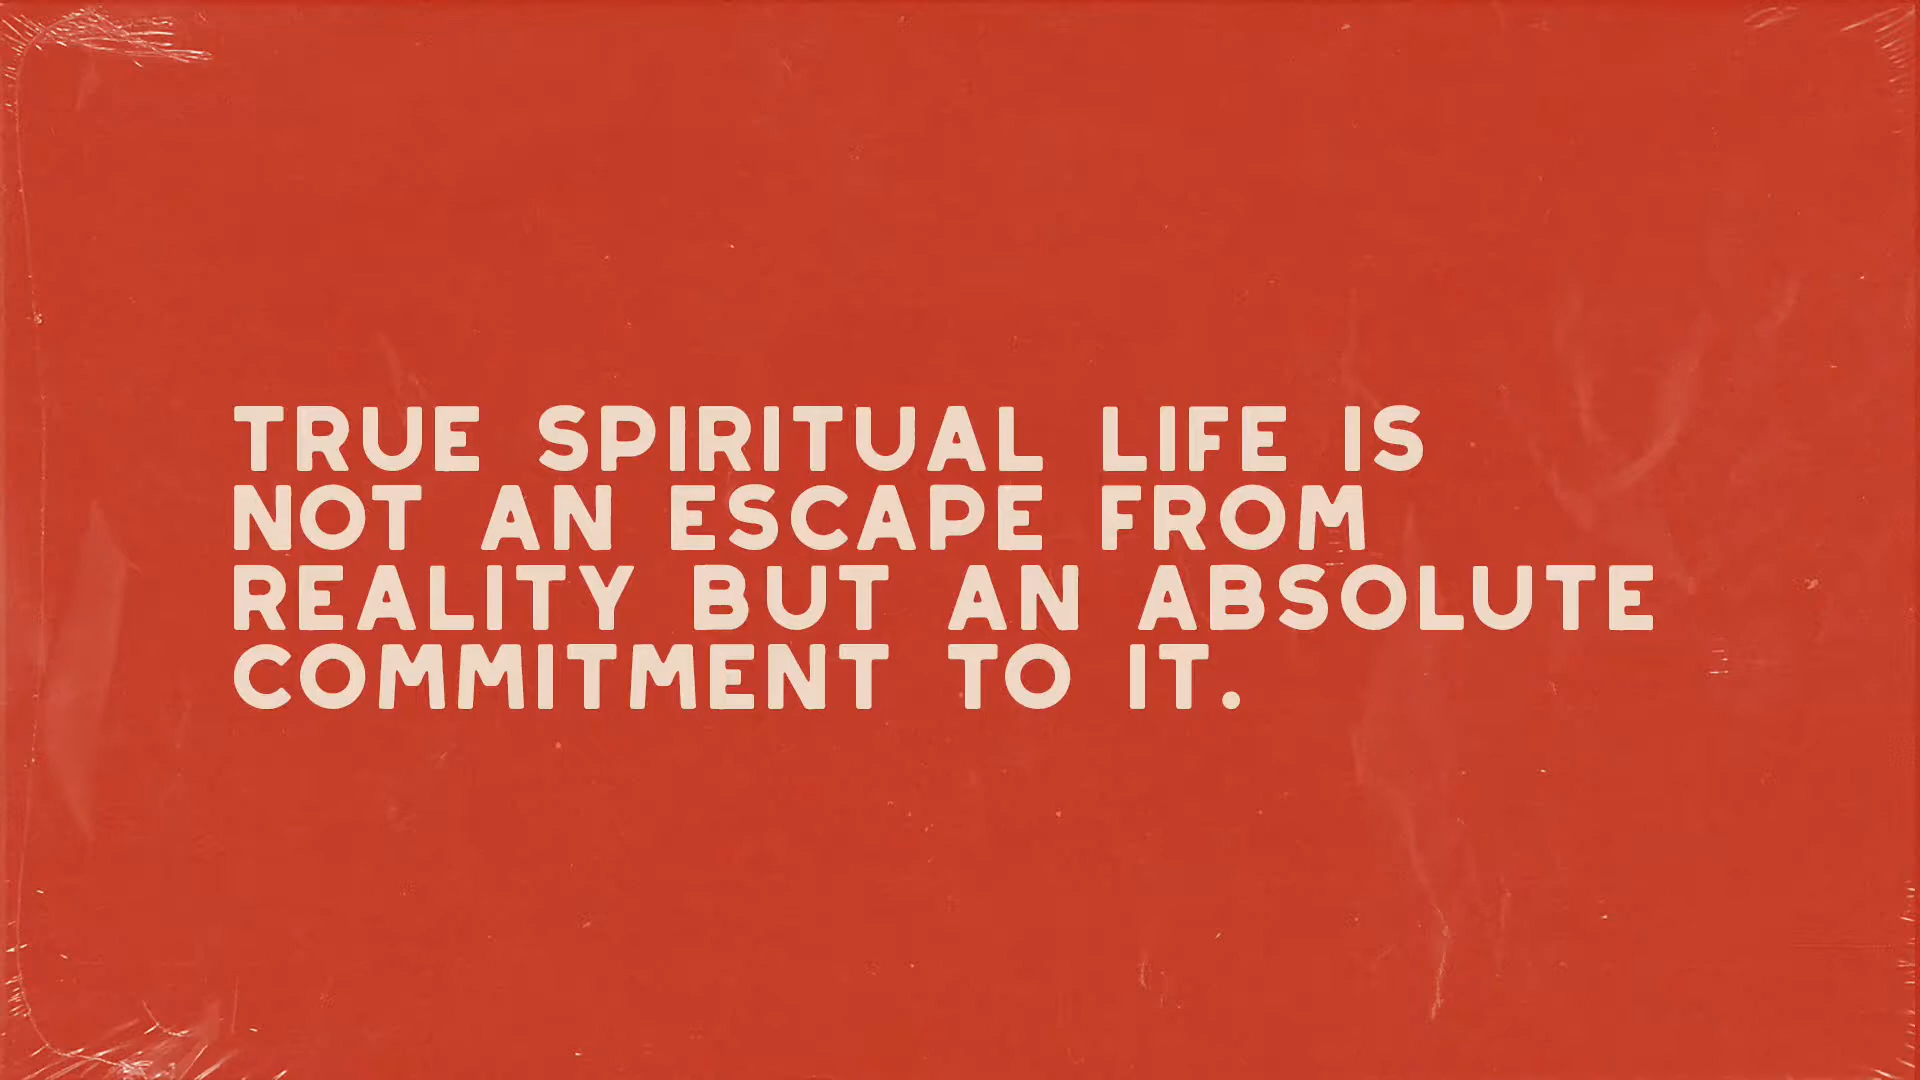 TRUE SPIRITUAL LIFE IS
NOT AN ESCAPE FROM
REALITY BUT AN ABSOLUTE
COMMITMENT TO IT.